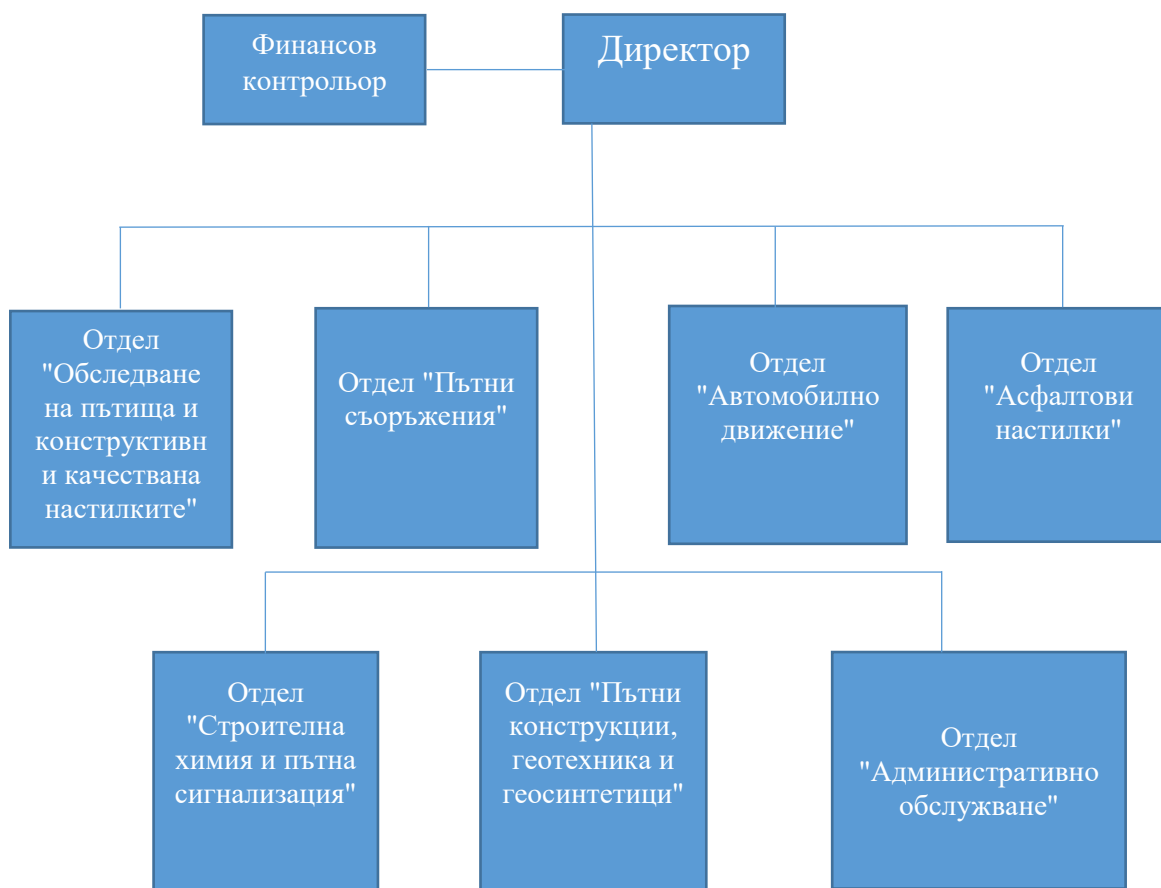 Финансов
контрольор
Директор
Отдел
"Обследване
на пътища и
конструктивн
и качествана
настилките"
Отдел "Пътни
съоръжения"
Отдел
"Автомобилно
движение"
Отдел
"Асфалтови
настилки"
Отдел
"Строителна
химия и пътна
сигнализация"
Отдел "Пътни
конструкции,
геотехника и
геосинтетици"
Отдел
"Административно
обслужване"